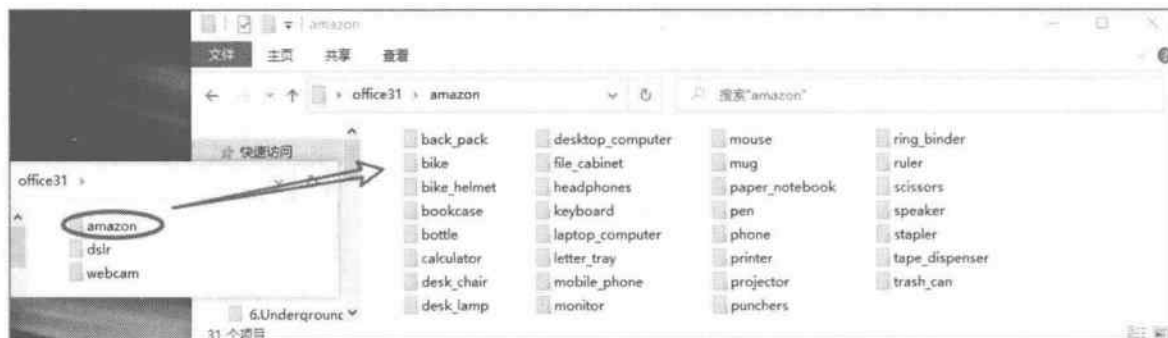 amazon
文件 主页 共享 查看
office31 > amazon
搜索"amazon"
快速访问
office31 >
amazon
dslr
webcam
6.Undergrounc
back_pack desktop_computer mouse ring_binder
bike file_cabinet mug ruler
bike_helmet headphones paper_notebook scissors
bookcase keyboard pen speaker
bottle laptop_computer phone stapler
calculator letter_tray printer tape_dispenser
desk_chair mobile_phone projector trash_can
desk_lamp monitor punchers
31 个项目